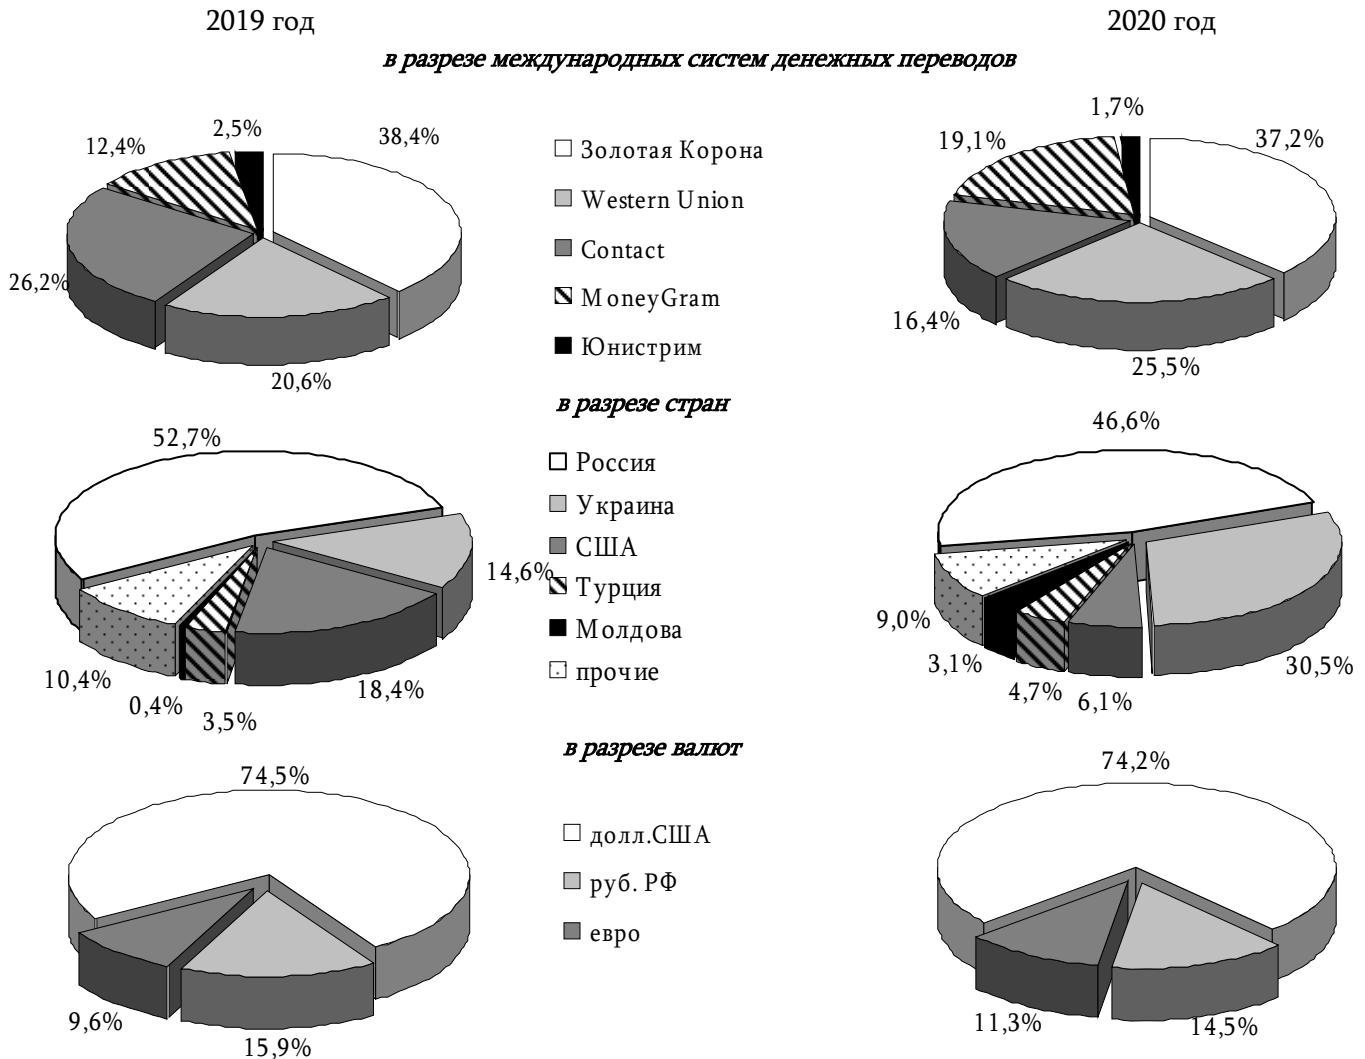 2019 год
2020 год
в разрезе международных систем денежных переводов
12,4%
2,5%
38,4%
26,2%
20,6%
Золотая Корона
Western Union
Contact
MoneyGram
Юнистрим
19,1%
1,7%
37,2%
16,4%
25,5%
в разрезе стран
52,7%
14,6%
10,4%
0,4%
3,5%
18,4%
Россия
Украина
США
Турция
Молдова
прочие
46,6%
9,0%
3,1%
4,7%
6,1%
30,5%
в разрезе валют
74,5%
9,6%
15,9%
долл.США
руб. РФ
евро
74,2%
11,3%
14,5%